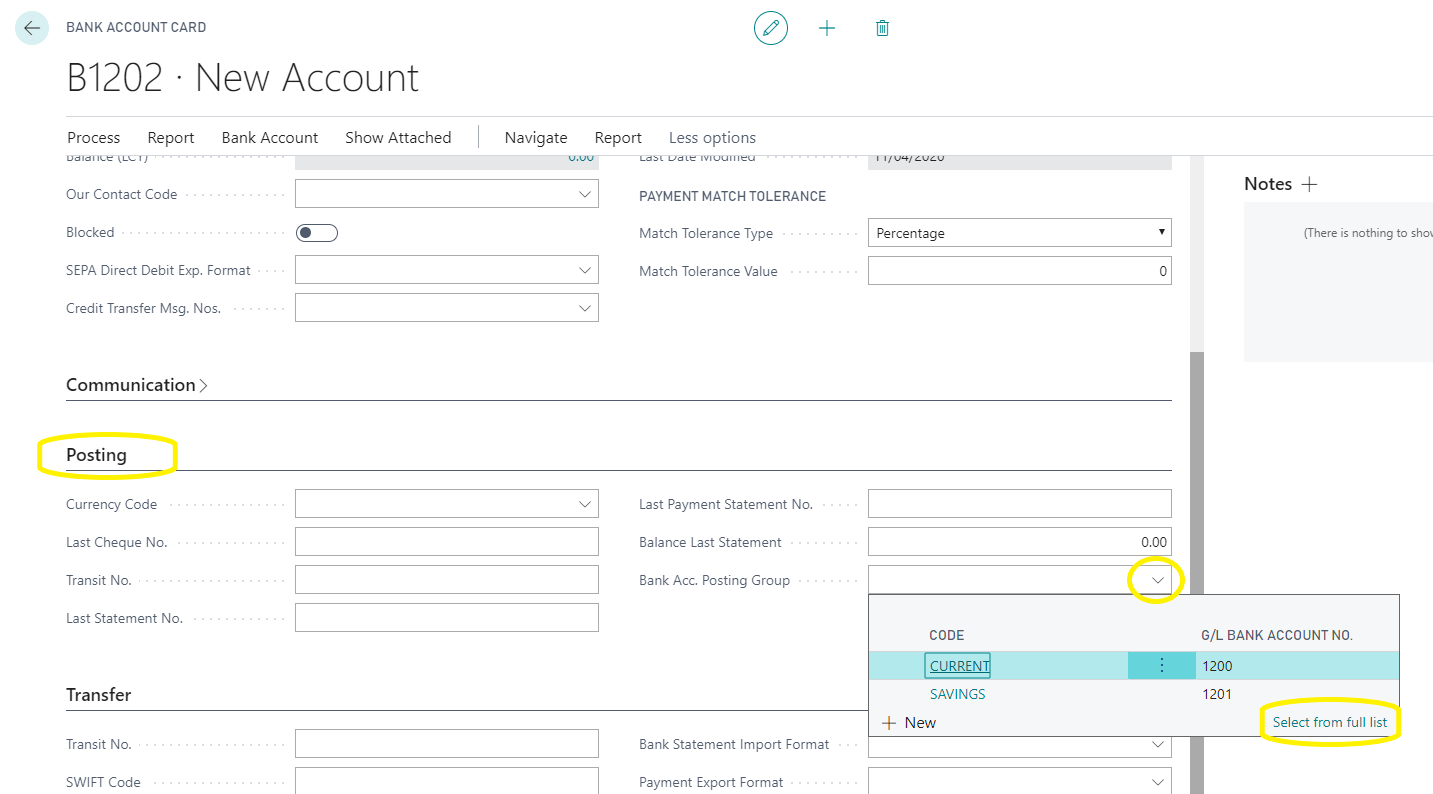 BANK ACCOUNT CARD
B1202 · New Account
Process Report Bank Account Show Attached Navigate Report Less options
Balance (LCY) 0.00 Last Date Modified 11/04/2020
Notes
Our Contact Code PAYMENT MATCH TOLERANCE
Blocked Match Tolerance Type Percentage
(There is nothing to show
SEPA Direct Debit Exp. Format Match Tolerance Value 0
Credit Transfer Msg. Nos.
Communication
Posting
Currency Code Last Payment Statement No.
Last Cheque No. Balance Last Statement 0.00
Transit No. Bank Acc. Posting Group
Last Statement No.
CODE G/L BANK ACCOUNT NO.
CURRENT 1200
SAVINGS 1201
New Select from full list
Transfer
Transit No. Bank Statement Import Format
SWIFT Code Payment Export Format